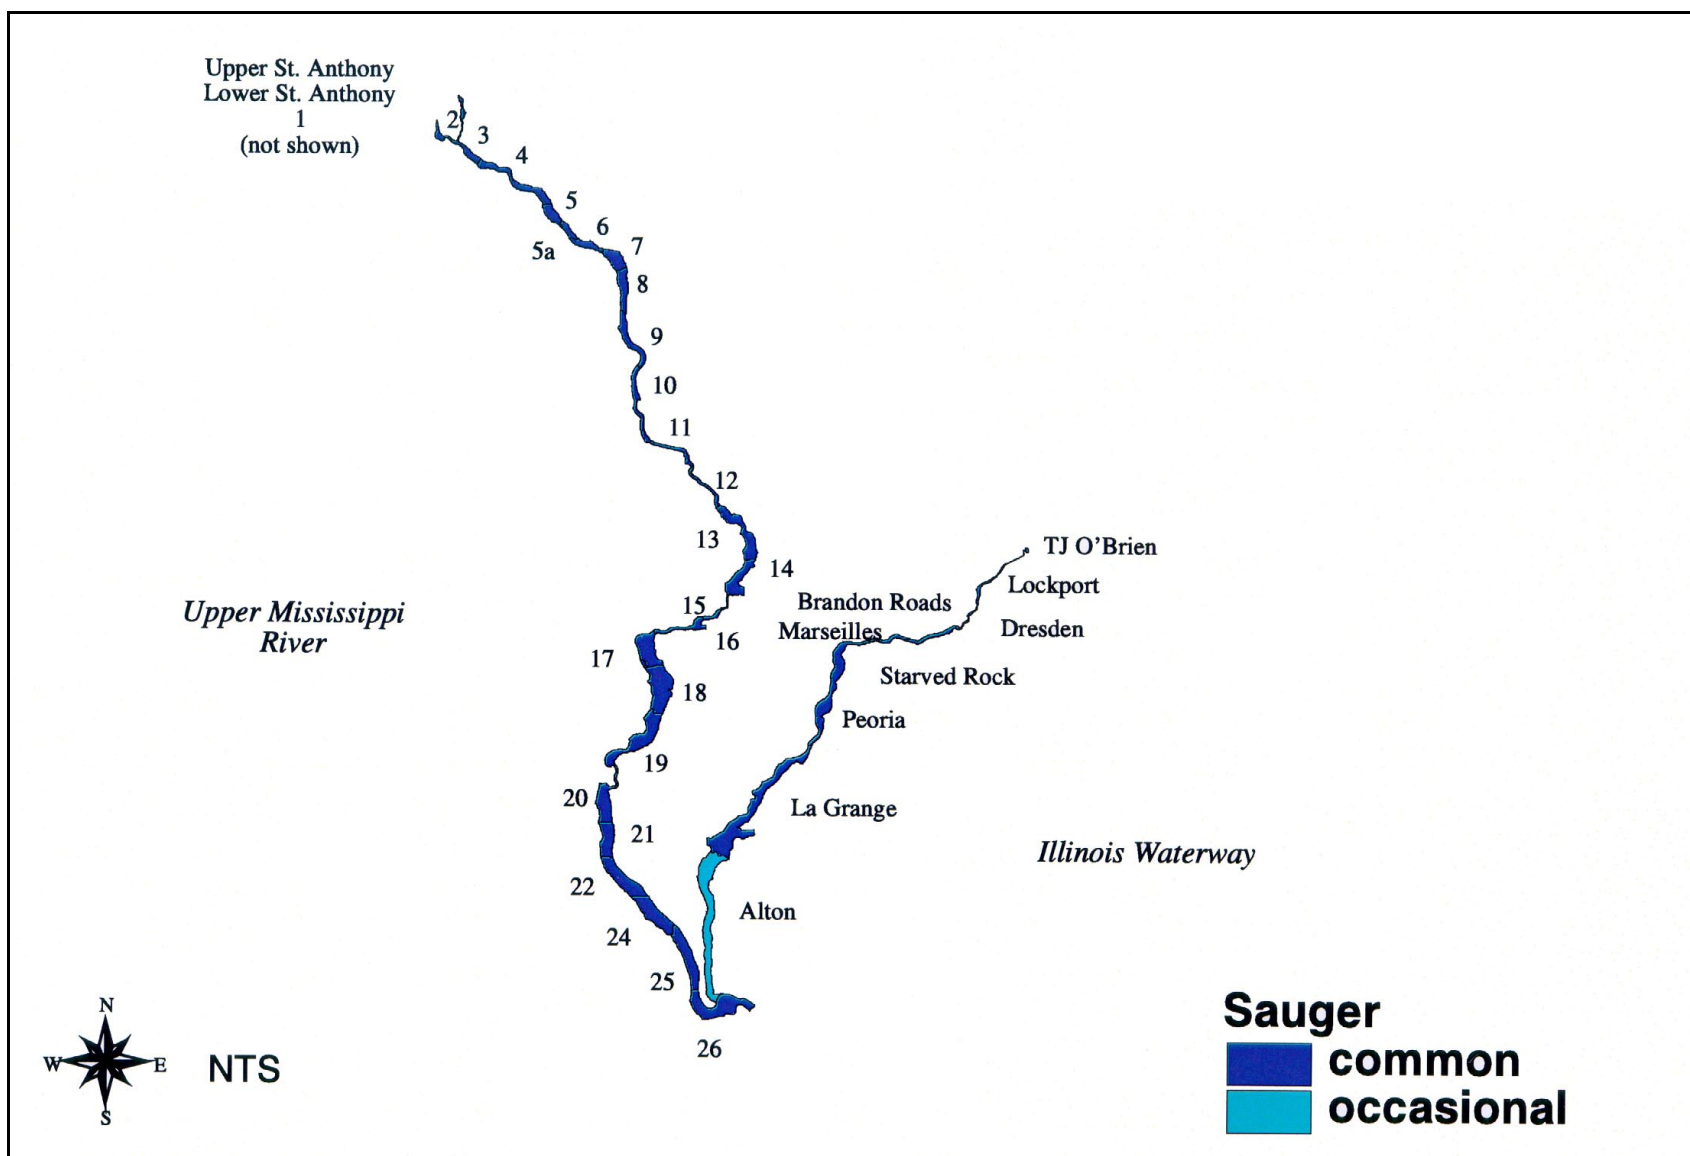 Upper St. Anthony
Lower St. Anthony
1
(not shown)
2
3
4
5
6
5a
7
8
9
10
11
12
13
14
TJ O'Brien
Lockport
Brandon Roads
15
Upper Mississippi
River
Marseilles
Dresden
16
17
Starved Rock
18
Peoria
19
20
La Grange
21
Illinois Waterway
22
Alton
24
25
26
N
W
E
S
NTS
Sauger
common
occasional